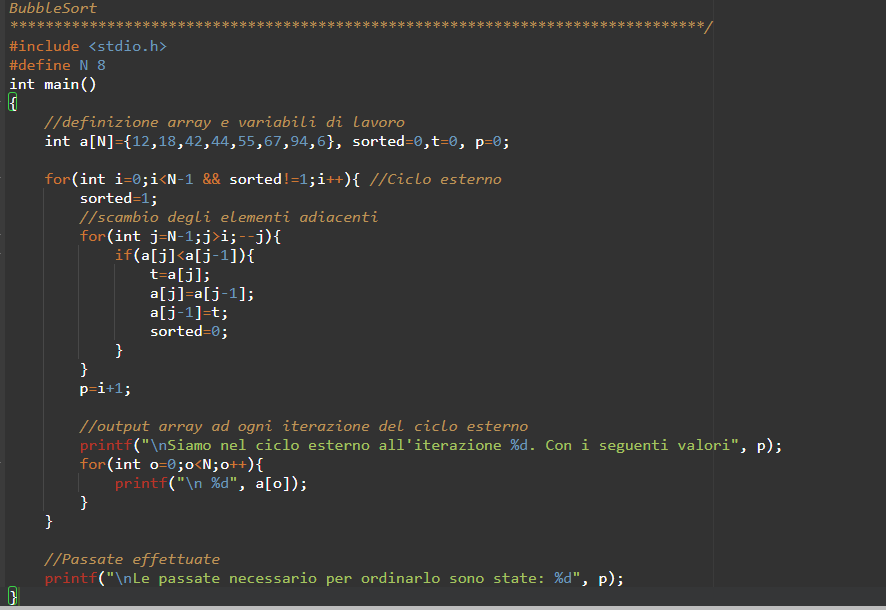 BubbleSort
*******************************************************************************/
#include <stdio.h>
#define N 8
int main()
{
//definizione array e variabili di lavoro
int a[N]={12,18,42,44,55,67,94,6}, sorted=0,t=0, p=0;
for(int i=0;i<N-1 && sorted!=1;i++){ //Ciclo esterno
sorted=1;
//scambio degli elementi adiacenti
for(int j=N-1;j>i;--j){
if(a[j]<a[j-1]){
t=a[j];
a[j]=a[j-1];
a[j-1]=t;
sorted=0;
}
}
p=i+1;
//output array ad ogni iterazione del ciclo esterno
printf("\nSiamo nel ciclo esterno all'iterazione %d. Con i seguenti valori", p);
for(int o=0;o<N;o++){
printf("\n %d", a[o]);
}
}
//Passate effettuate
printf("\nLe passate necessario per ordinarlo sono state: %d", p);
}